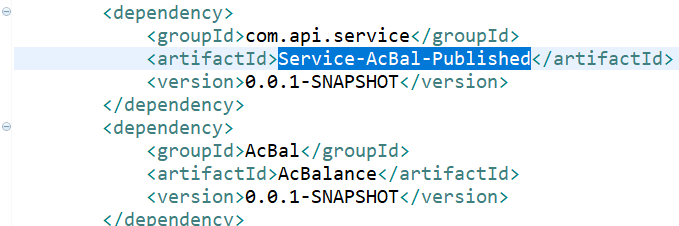 <dependency>
<groupId>com.api.service</groupId>
<artifactId>Service-AcBal-Published</artifactId>
<version>0.0.1-SNAPSHOT</version>
</dependency>
<dependency>
<groupId>AcBal</groupId>
<artifactId>AcBalance</artifactId>
<version>0.0.1-SNAPSHOT</version>
</dependency>